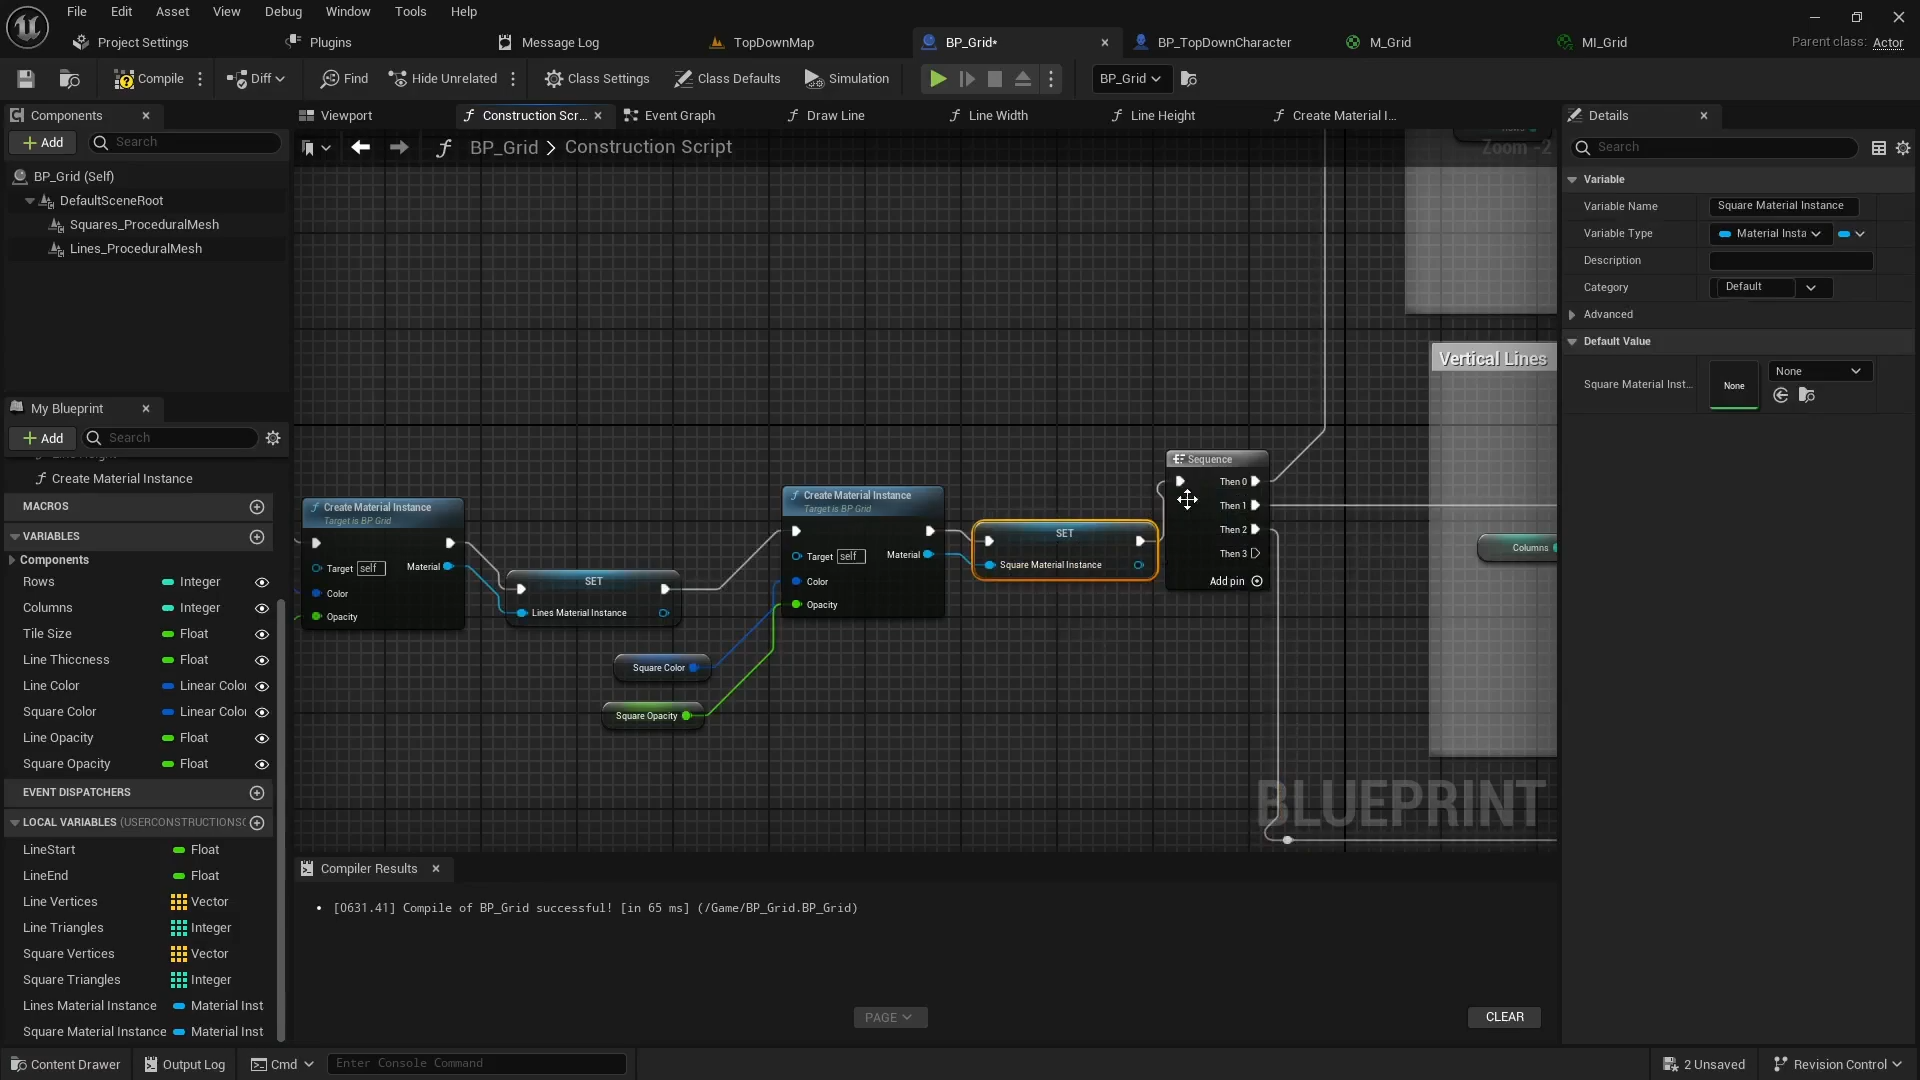 File Edit Asset View Debug Window Tools Help
Project Settings Plugins Message Log TopDownMap BP_Grid* BP_TopDownCharacter M_Grid MI_Grid Parent class: Actor
Compile Diff Find Hide Unrelated Class Settings Class Defaults Simulation BP_Grid
Components
Add Search
BP_Grid (Self)
DefaultSceneRoot
Squares_ProceduralMesh
Lines_ProceduralMesh
My Blueprint
Add Search
Create Material Instance
MACROS
VARIABLES
Components
Rows Integer
Columns Integer
Tile Size Float
Line Thiccness Float
Line Color Linear Color
Square Color Linear Color
Line Opacity Float
Square Opacity Float
EVENT DISPATCHERS
LOCAL VARIABLES (USERCONSTRUCTIONSC
LineStart Float
LineEnd Float
Line Vertices Vector
Line Triangles Integer
Square Vertices Vector
Square Triangles Integer
Lines Material Instance Material Inst
Square Material Instance Material Inst
Viewport Construction Scr... Event Graph Draw Line Line Width Line Height Create Material I...
BP_Grid > Construction Script
Zoom -2
Vertical Lines
Create Material Instance
Target is BP Grid
Target self Material
Color
Opacity
SET
Lines Material Instance
Square Color
Square Opacity
Create Material Instance
Target is BP Grid
Target self Material
Color
Opacity
SET
Square Material Instance
Sequence
Then 0
Then 1
Then 2
Then 3
Add pin
Columns
BLUEPRINT
Compiler Results
[0631.41] Compile of BP_Grid successful! [in 65 ms] (/Game/BP_Grid.BP_Grid)
PAGE
CLEAR
Details
Search
Variable
Variable Name Square Material Instance
Variable Type Material Insta
Description
Category Default
Advanced
Default Value
Square Material Inst... None None
Content Drawer Output Log Cmd Enter Console Command 2 Unsaved Revision Control